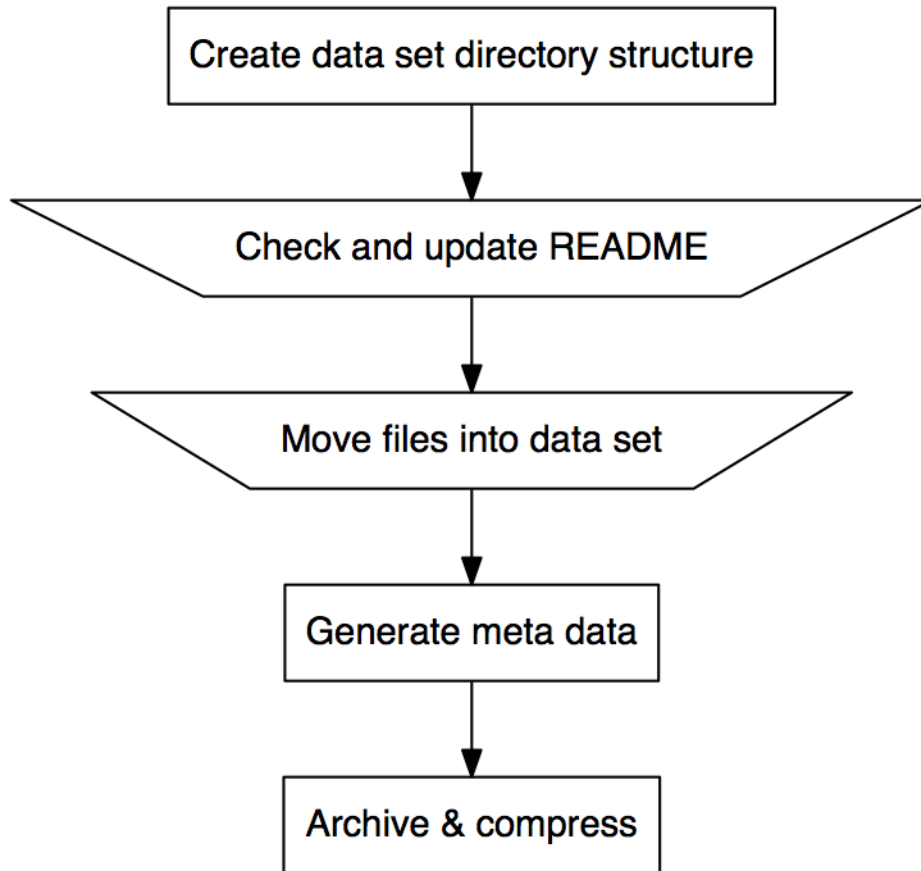 Create data set directory structure
Check and update README
Move files into data set
Generate meta data
Archive & compress